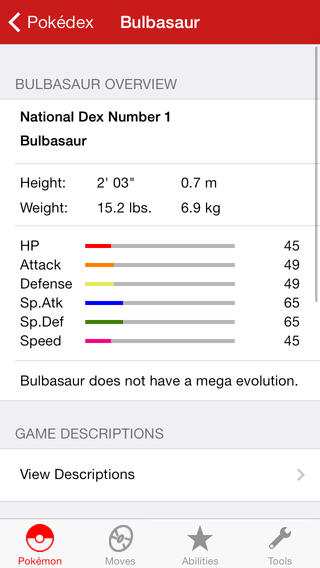 Pokédex Bulbasaur
BULBASAUR OVERVIEW
National Dex Number 1
Bulbasaur
Height: 2' 03" 0.7 m
Weight: 15.2 lbs. 6.9 kg
HP 45
Attack 49
Defense 49
Sp.Atk 65
Sp.Def 65
Speed 45
Bulbasaur does not have a mega evolution.
GAME DESCRIPTIONS
View Descriptions
Pokémon Moves Abilities Tools